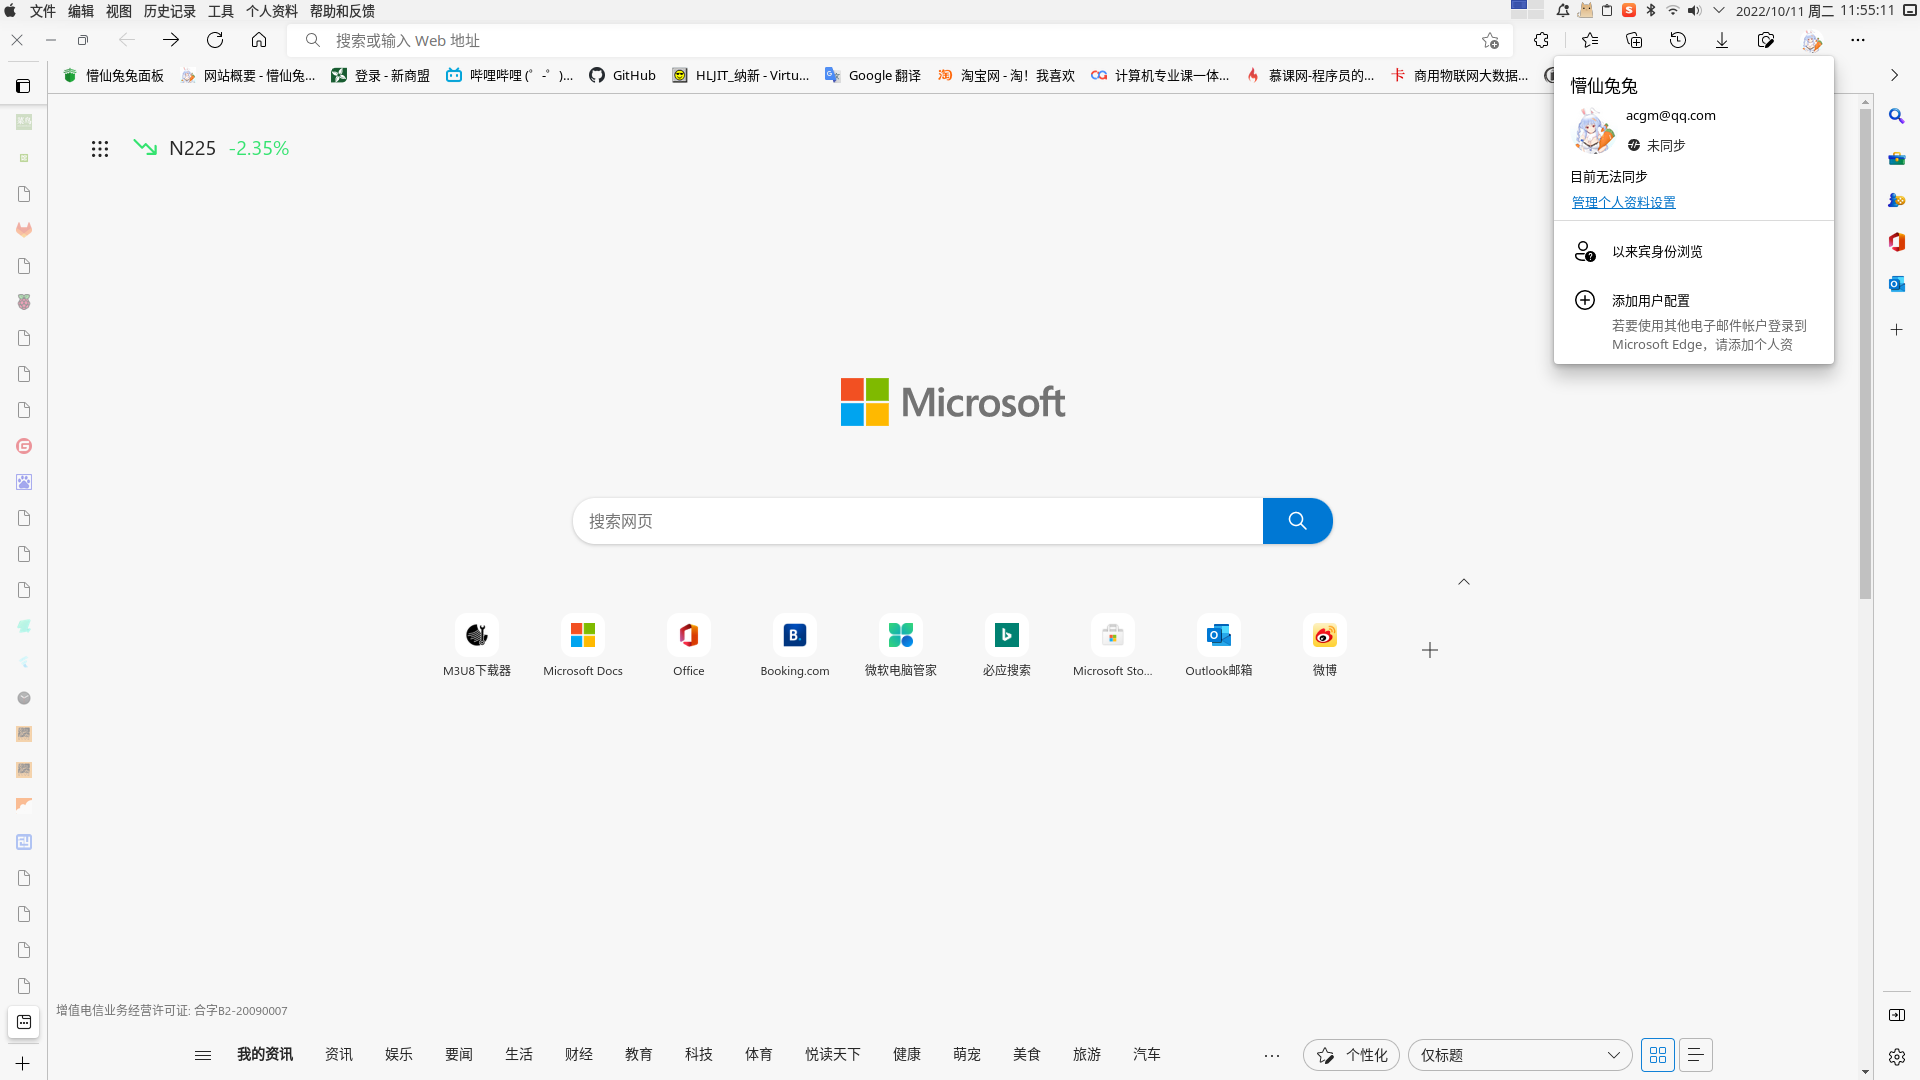 文件 编辑 视图 历史记录 工具 个人资料 帮助和反馈 2022/10/11 周二 11:55:11
搜索或输入 Web 地址
懵仙兔兔面板 网站概要 - 懵仙兔... 登录 - 新商盟 哔哩哔哩 (゜-゜)... GitHub HLJIT_纳新 - Virtu... Google 翻译 淘宝网 - 淘！我喜欢 计算机专业课一体... 慕课网-程序员的... 商用物联网大数据...
懵仙兔兔
acgm@qq.com
未同步
目前无法同步
管理个人资料设置
以来宾身份浏览
添加用户配置
若要使用其他电子邮件帐户登录到
Microsoft Edge，请添加个人资
N225 -2.35%
Microsoft
搜索网页
M3U8下载器 Microsoft Docs Office Booking.com 微软电脑管家 必应搜索 Microsoft Sto... Outlook邮箱 微博
增值电信业务经营许可证: 合字B2-20090007
我的资讯 资讯 娱乐 要闻 生活 财经 教育 科技 体育 悦读天下 健康 萌宠 美食 旅游 汽车 ... 个性化 仅标题